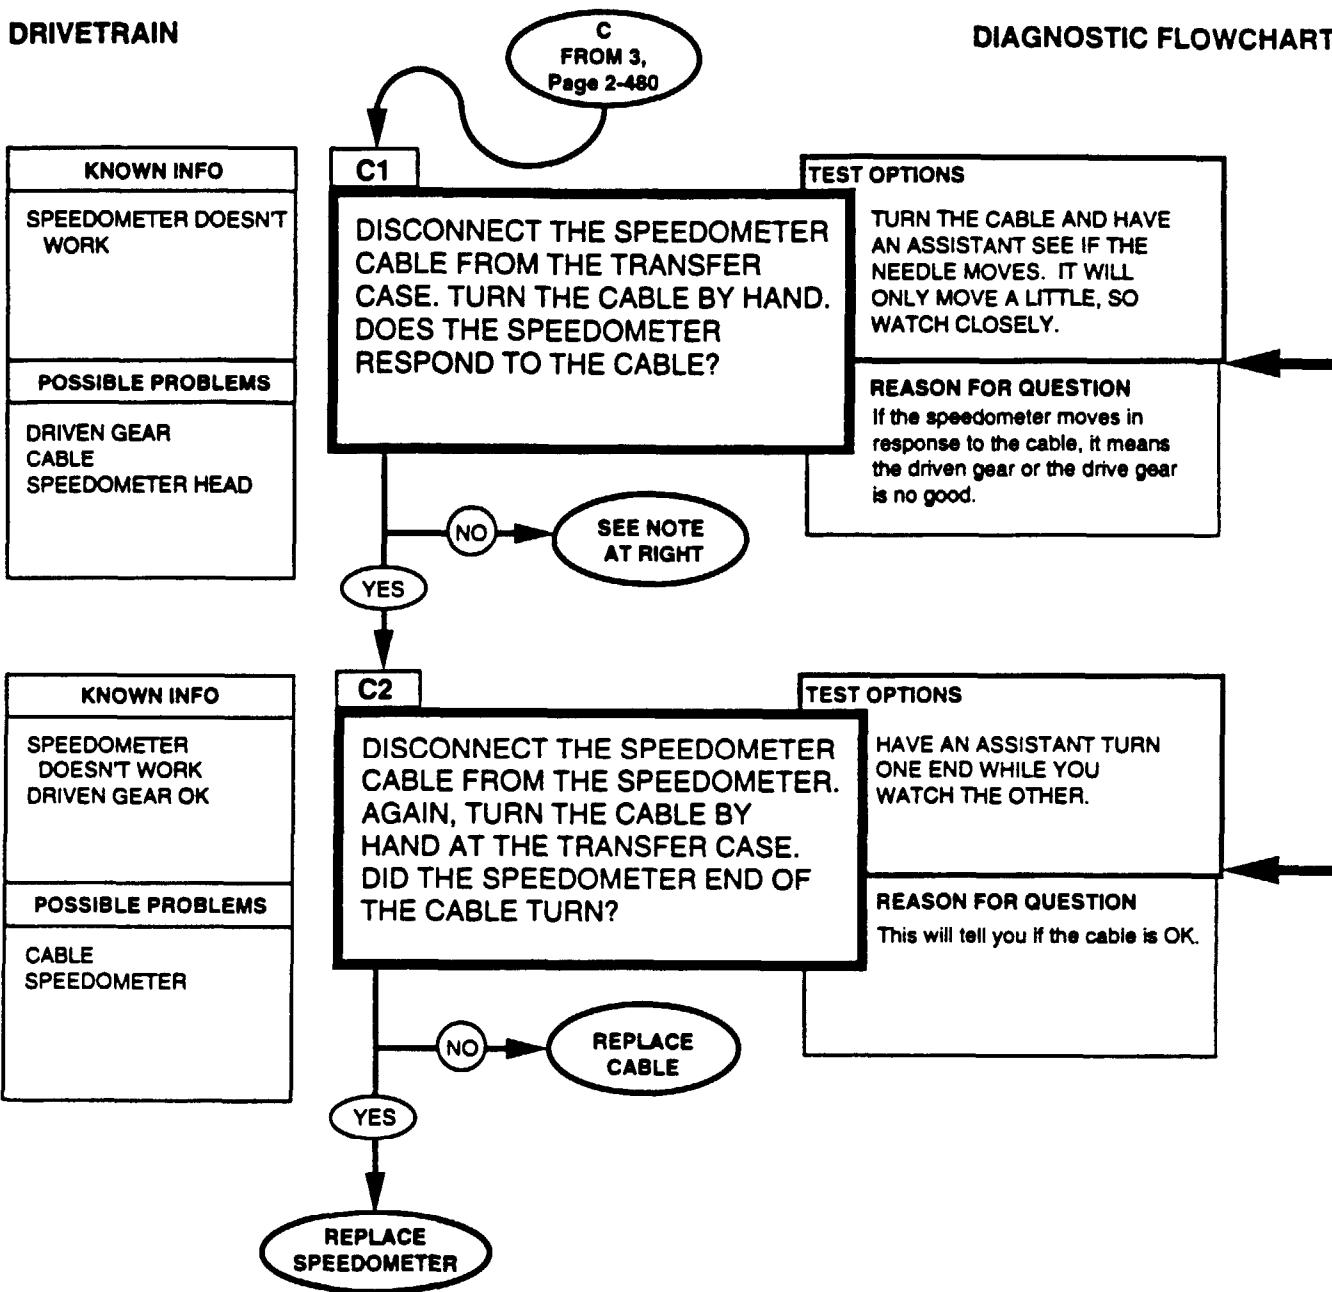 DRIVETRAIN
DIAGNOSTIC FLOWCHART
C
FROM 3,
Page 2-480
KNOWN INFO
SPEEDOMETER DOESN'T
WORK
POSSIBLE PROBLEMS
DRIVEN GEAR
CABLE
SPEEDOMETER HEAD
C1
DISCONNECT THE SPEEDOMETER
CABLE FROM THE TRANSFER
CASE. TURN THE CABLE BY HAND.
DOES THE SPEEDOMETER
RESPOND TO THE CABLE?
TEST OPTIONS
TURN THE CABLE AND HAVE
AN ASSISTANT SEE IF THE
NEEDLE MOVES. IT WILL
ONLY MOVE A LITTLE, SO
WATCH CLOSELY.
REASON FOR QUESTION
If the speedometer moves in
response to the cable, it means
the driven gear or the drive gear
is no good.
NO
SEE NOTE
AT RIGHT
YES
KNOWN INFO
SPEEDOMETER
DOESN'T WORK
DRIVEN GEAR OK
POSSIBLE PROBLEMS
CABLE
SPEEDOMETER
C2
DISCONNECT THE SPEEDOMETER
CABLE FROM THE SPEEDOMETER.
AGAIN, TURN THE CABLE BY
HAND AT THE TRANSFER CASE.
DID THE SPEEDOMETER END OF
THE CABLE TURN?
TEST OPTIONS
HAVE AN ASSISTANT TURN
ONE END WHILE YOU
WATCH THE OTHER.
REASON FOR QUESTION
This will tell you if the cable is OK.
NO
REPLACE
CABLE
YES
REPLACE
SPEEDOMETER